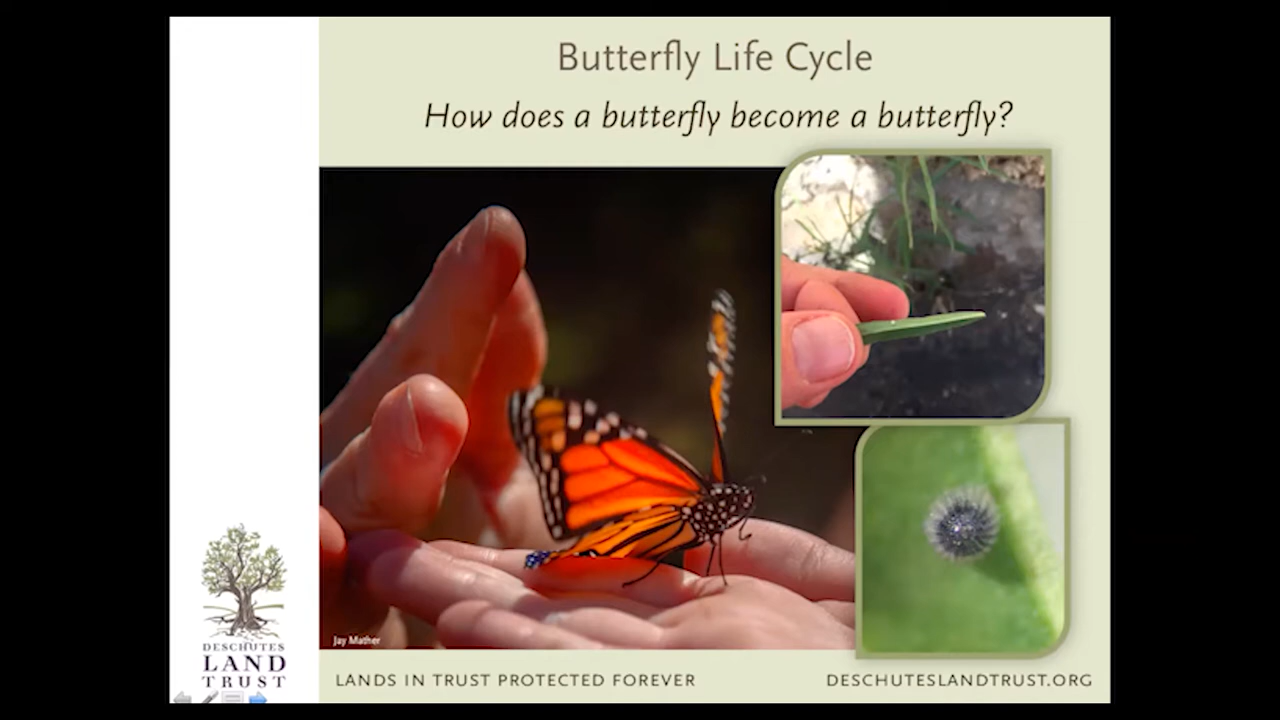 Butterfly Life Cycle
How does a butterfly become a butterfly?
Jay Mather
DESCHUTES
LAND
TRUST
LANDS IN TRUST PROTECTED FOREVER
DESCHUTESLANDTRUST.ORG